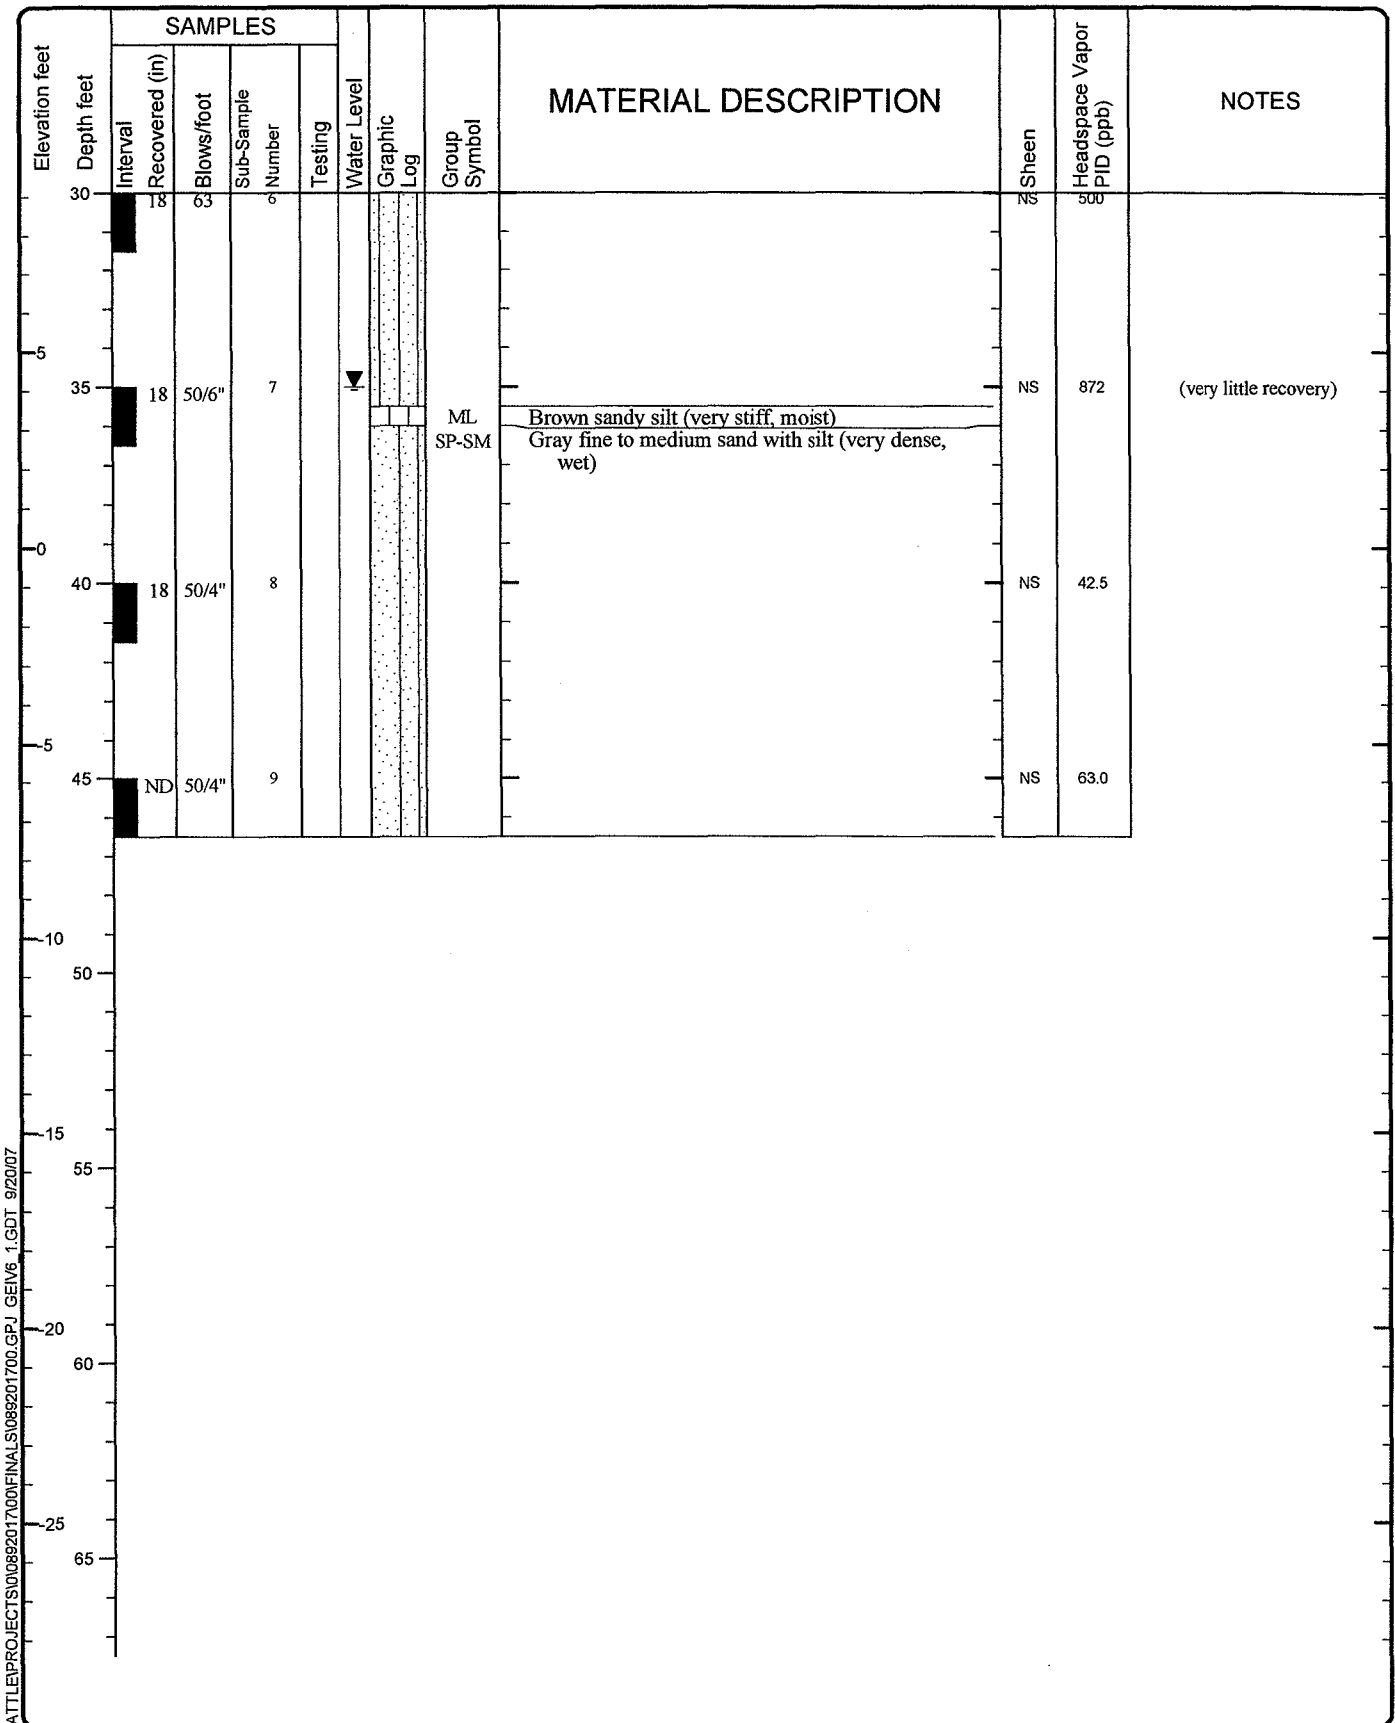 SAMPLES
Elevation feet
Depth feet
Interval
Recovered (in)
Blows/foot
Sub-Sample
Number
Testing
Water Level
Graphic
Log
Group
Symbol
MATERIAL DESCRIPTION
Sheen
Headspace Vapor
PID (ppb)
NOTES
30 18 63 6 NS 500
5
35 18 50/6" 7 NS 872 (very little recovery)
ML Brown sandy silt (very stiff, moist)
SP-SM Gray fine to medium sand with silt (very dense,
wet)
0
40 18 50/4" 8 NS 42.5
-5
45 ND 50/4" 9 NS 63.0
-10
50
-15
55
-20
60
-25
65
ATTLE\PROJECTS\0\0892017\00\FINALS\089201700.GPJ GEIV6_1.GDT 9/20/07